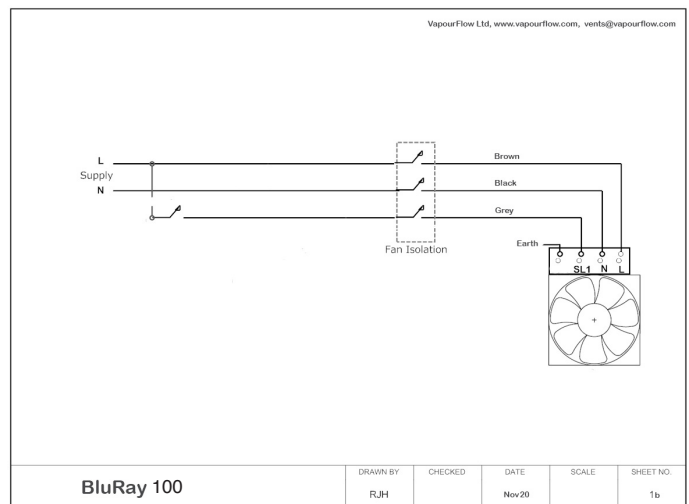 VapourFlow Ltd, www.vapourflow.com, vents@vapourflow.com
L
Supply
N
Brown
Black
Grey
Fan Isolation
Earth
SL1 N L
BluRay 100
DRAWN BY
RJH
CHECKED
DATE
Nov20
SCALE
SHEET NO.
1b